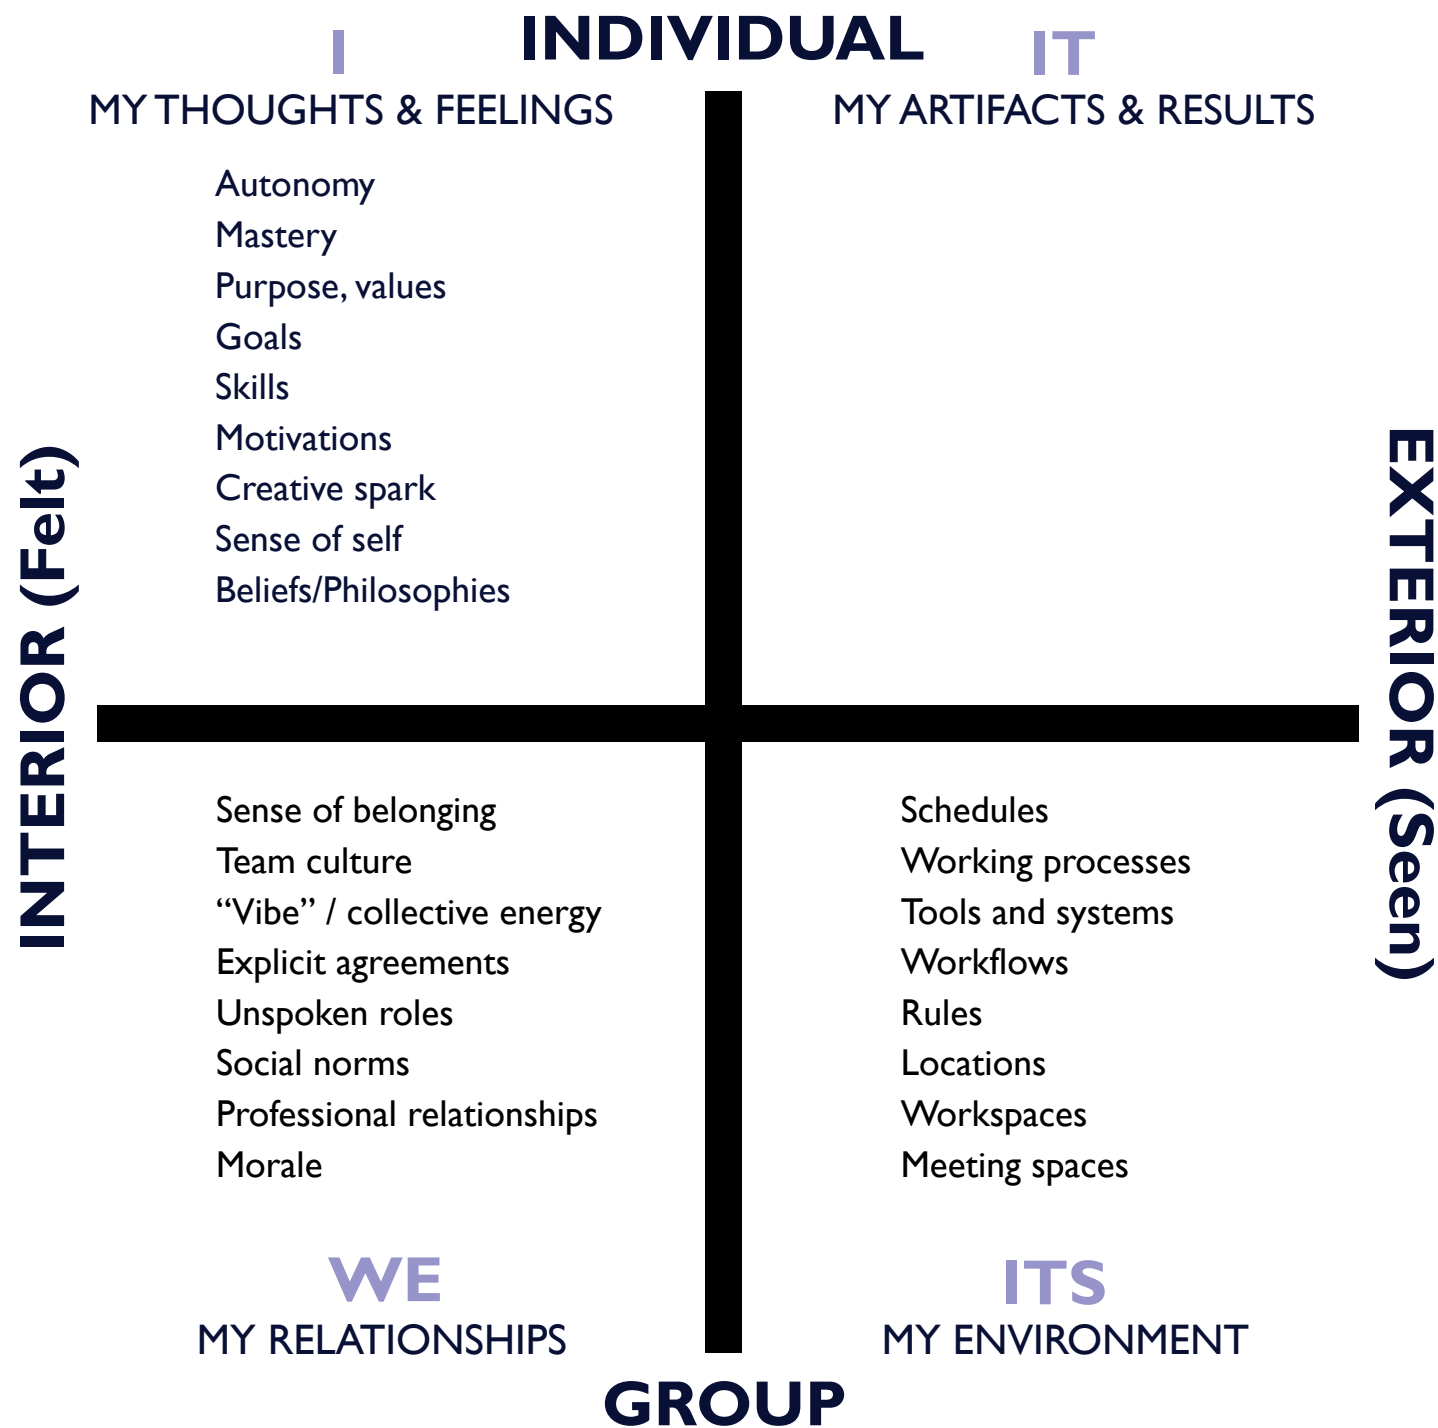 INDIVIDUAL
I
MY THOUGHTS & FEELINGS
Autonomy
Mastery
Purpose, values
Goals
Skills
Motivations
Creative spark
Sense of self
Beliefs/Philosophies
IT
MY ARTIFACTS & RESULTS
INTERIOR (Felt)
EXTERIOR (Seen)
Sense of belonging
Team culture
“Vibe” / collective energy
Explicit agreements
Unspoken roles
Social norms
Professional relationships
Morale
WE
MY RELATIONSHIPS
Schedules
Working processes
Tools and systems
Workflows
Rules
Locations
Workspaces
Meeting spaces
ITS
MY ENVIRONMENT
GROUP